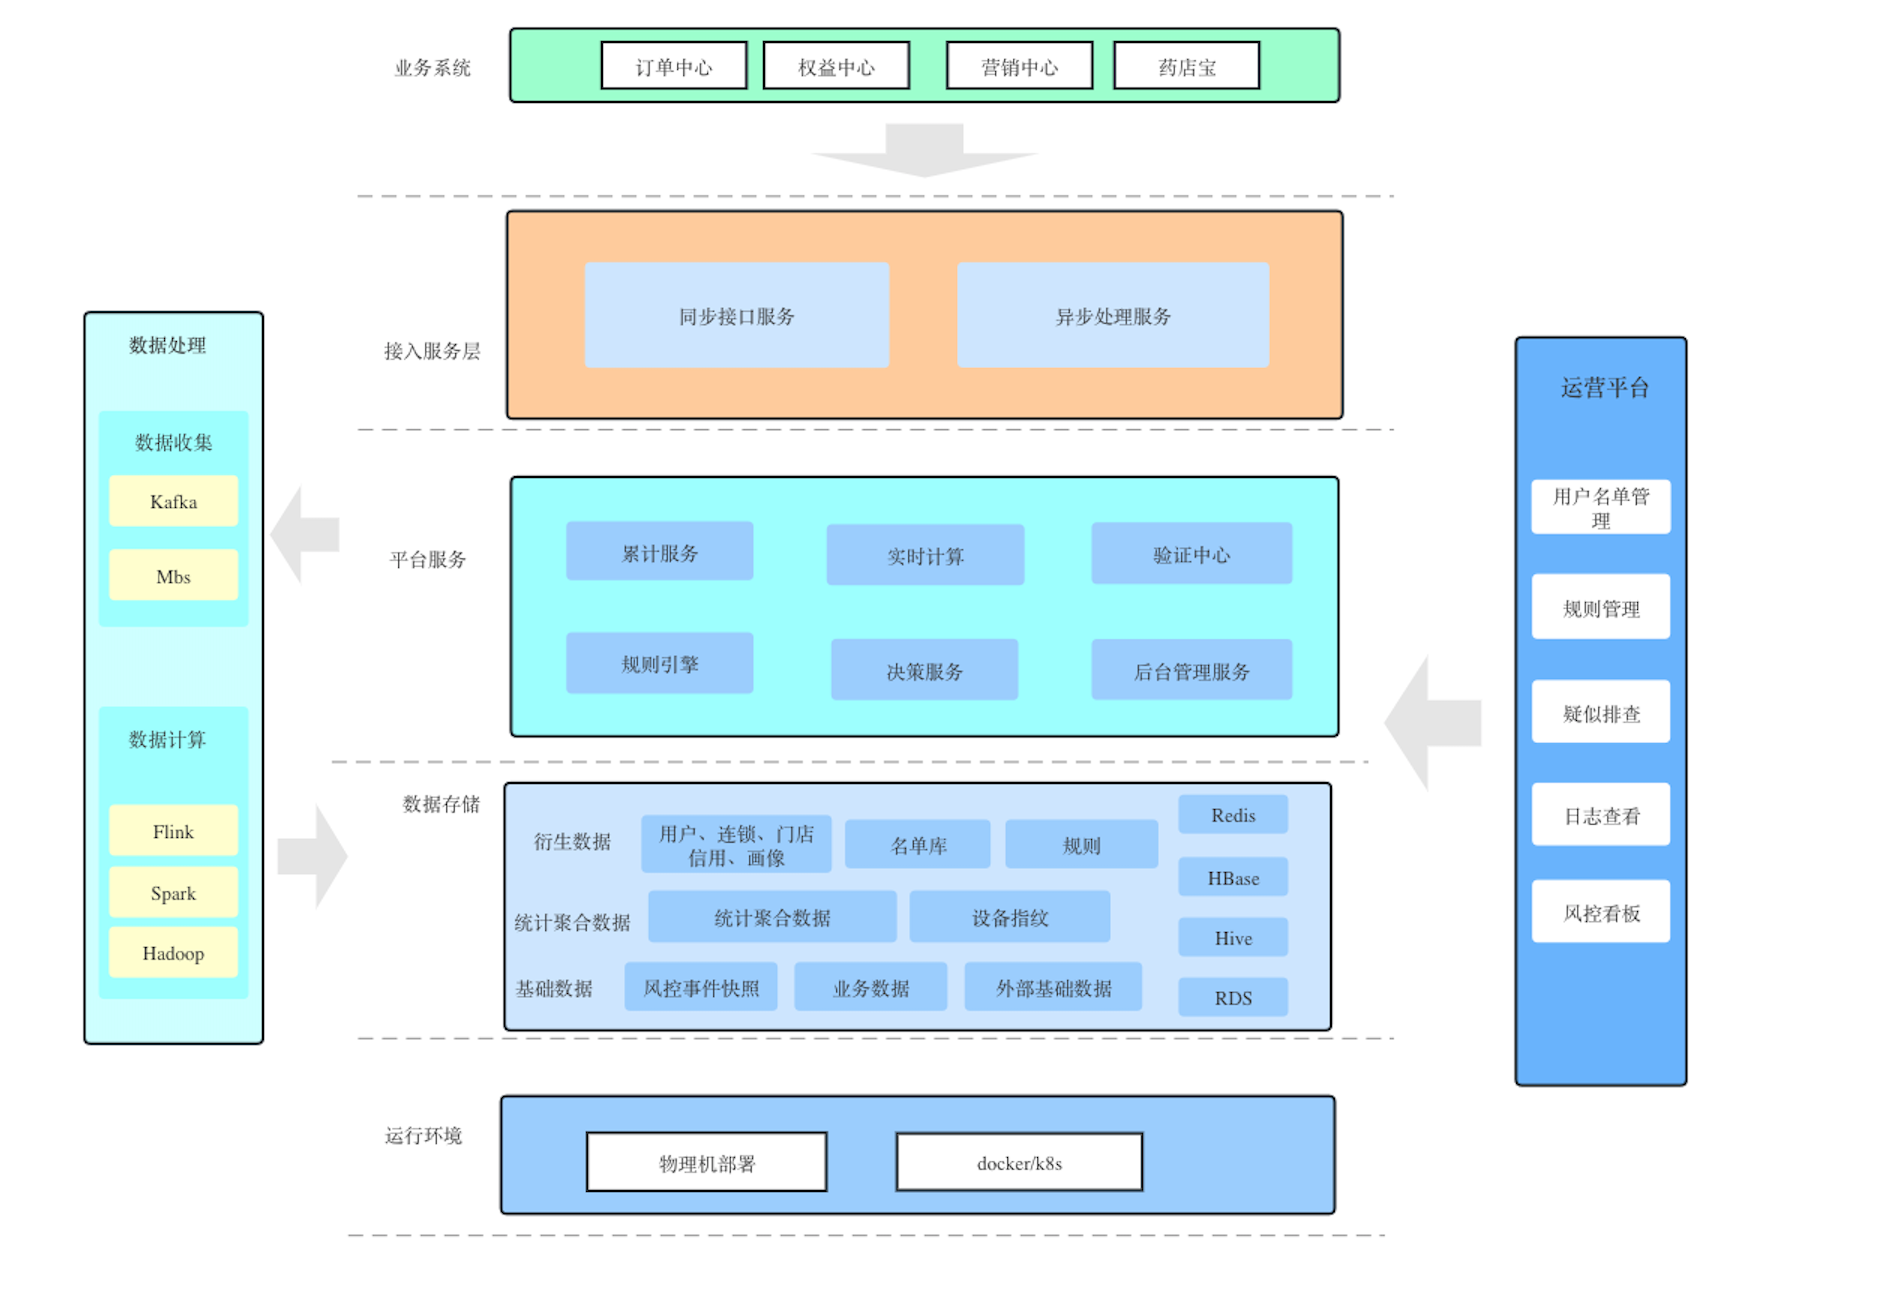 业务系统
订单中心
权益中心
营销中心
药店宝
接入服务层
同步接口服务
异步处理服务
数据处理
数据收集
Kafka
Mbs
数据计算
Flink
Spark
Hadoop
平台服务
累计服务
实时计算
验证中心
规则引擎
决策服务
后台管理服务
数据存储
衍生数据
用户、连锁、门店
信用、画像
名单库
规则
统计聚合数据
统计聚合数据
设备指纹
基础数据
风控事件快照
业务数据
外部基础数据
Redis
HBase
Hive
RDS
运行环境
物理机部署
docker/k8s
运营平台
用户名单管
理
规则管理
疑似排查
日志查看
风控看板